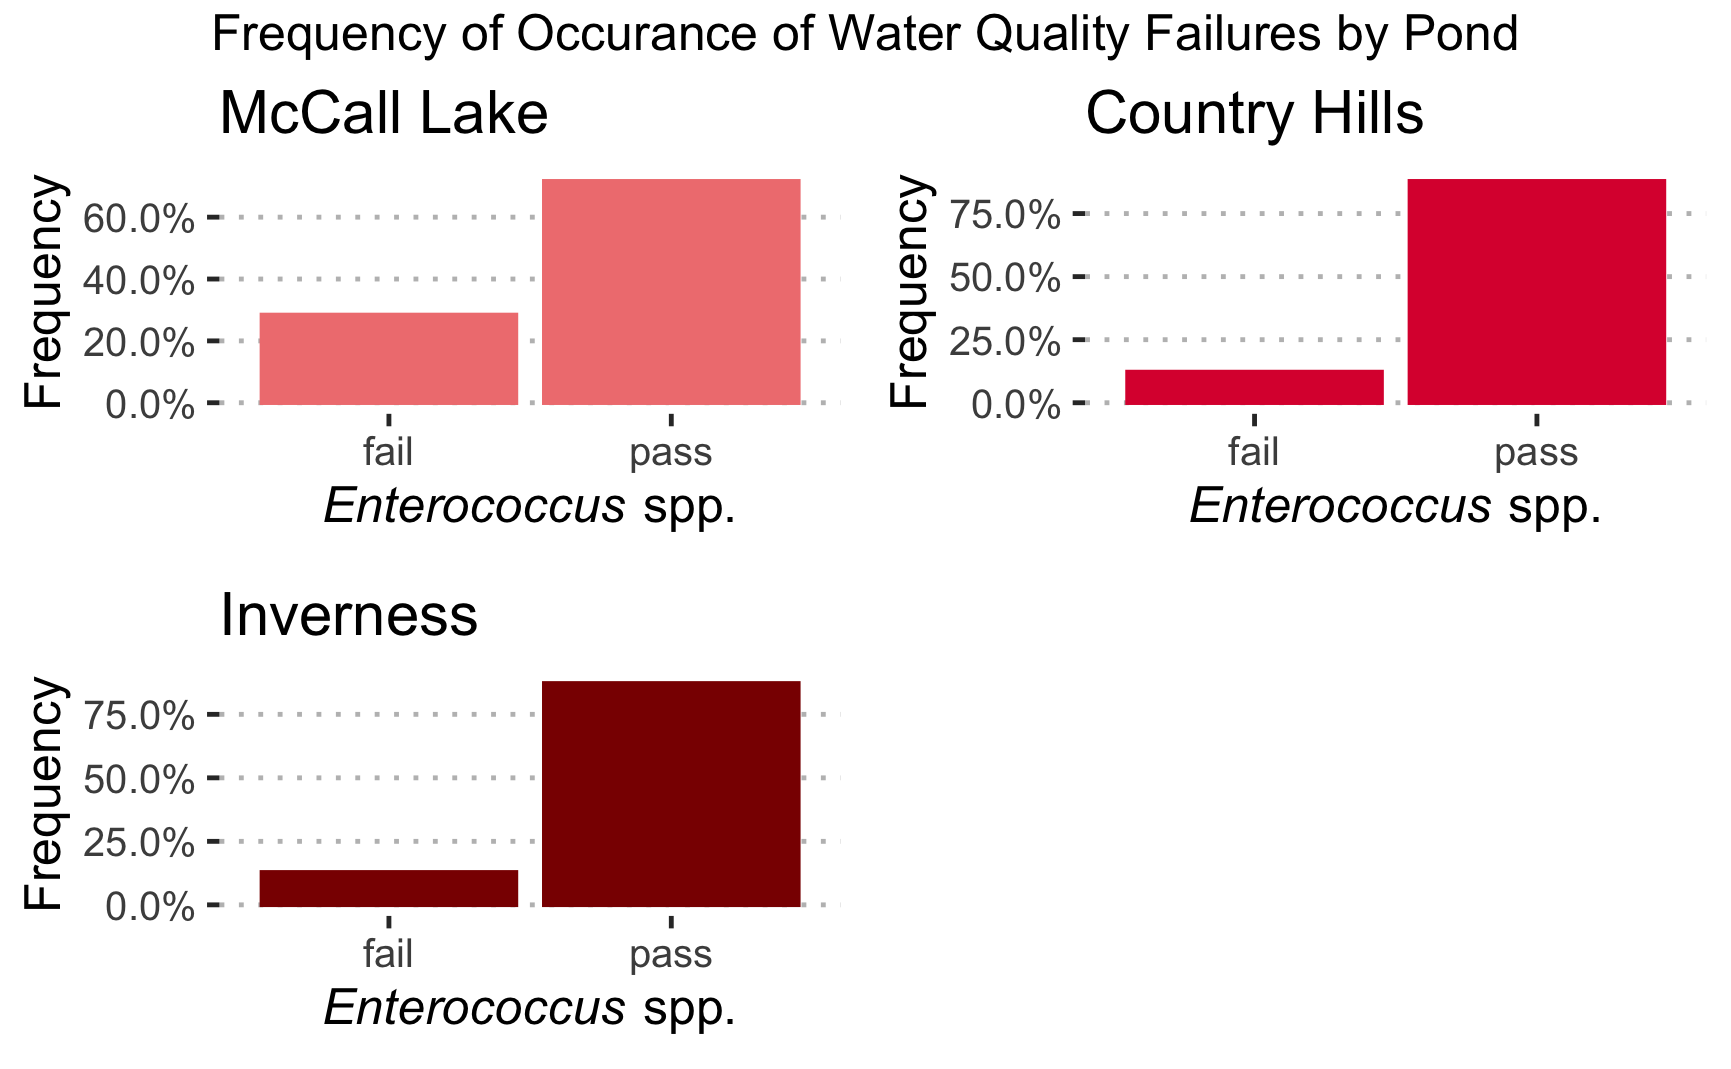 Frequency of Occurance of Water Quality Failures by Pond
McCall Lake
Frequency
60.0%
40.0%
20.0%
0.0%
fail pass
Enterococcus spp.
Country Hills
Frequency
75.0%
50.0%
25.0%
0.0%
fail pass
Enterococcus spp.
Inverness
Frequency
75.0%
50.0%
25.0%
0.0%
fail pass
Enterococcus spp.